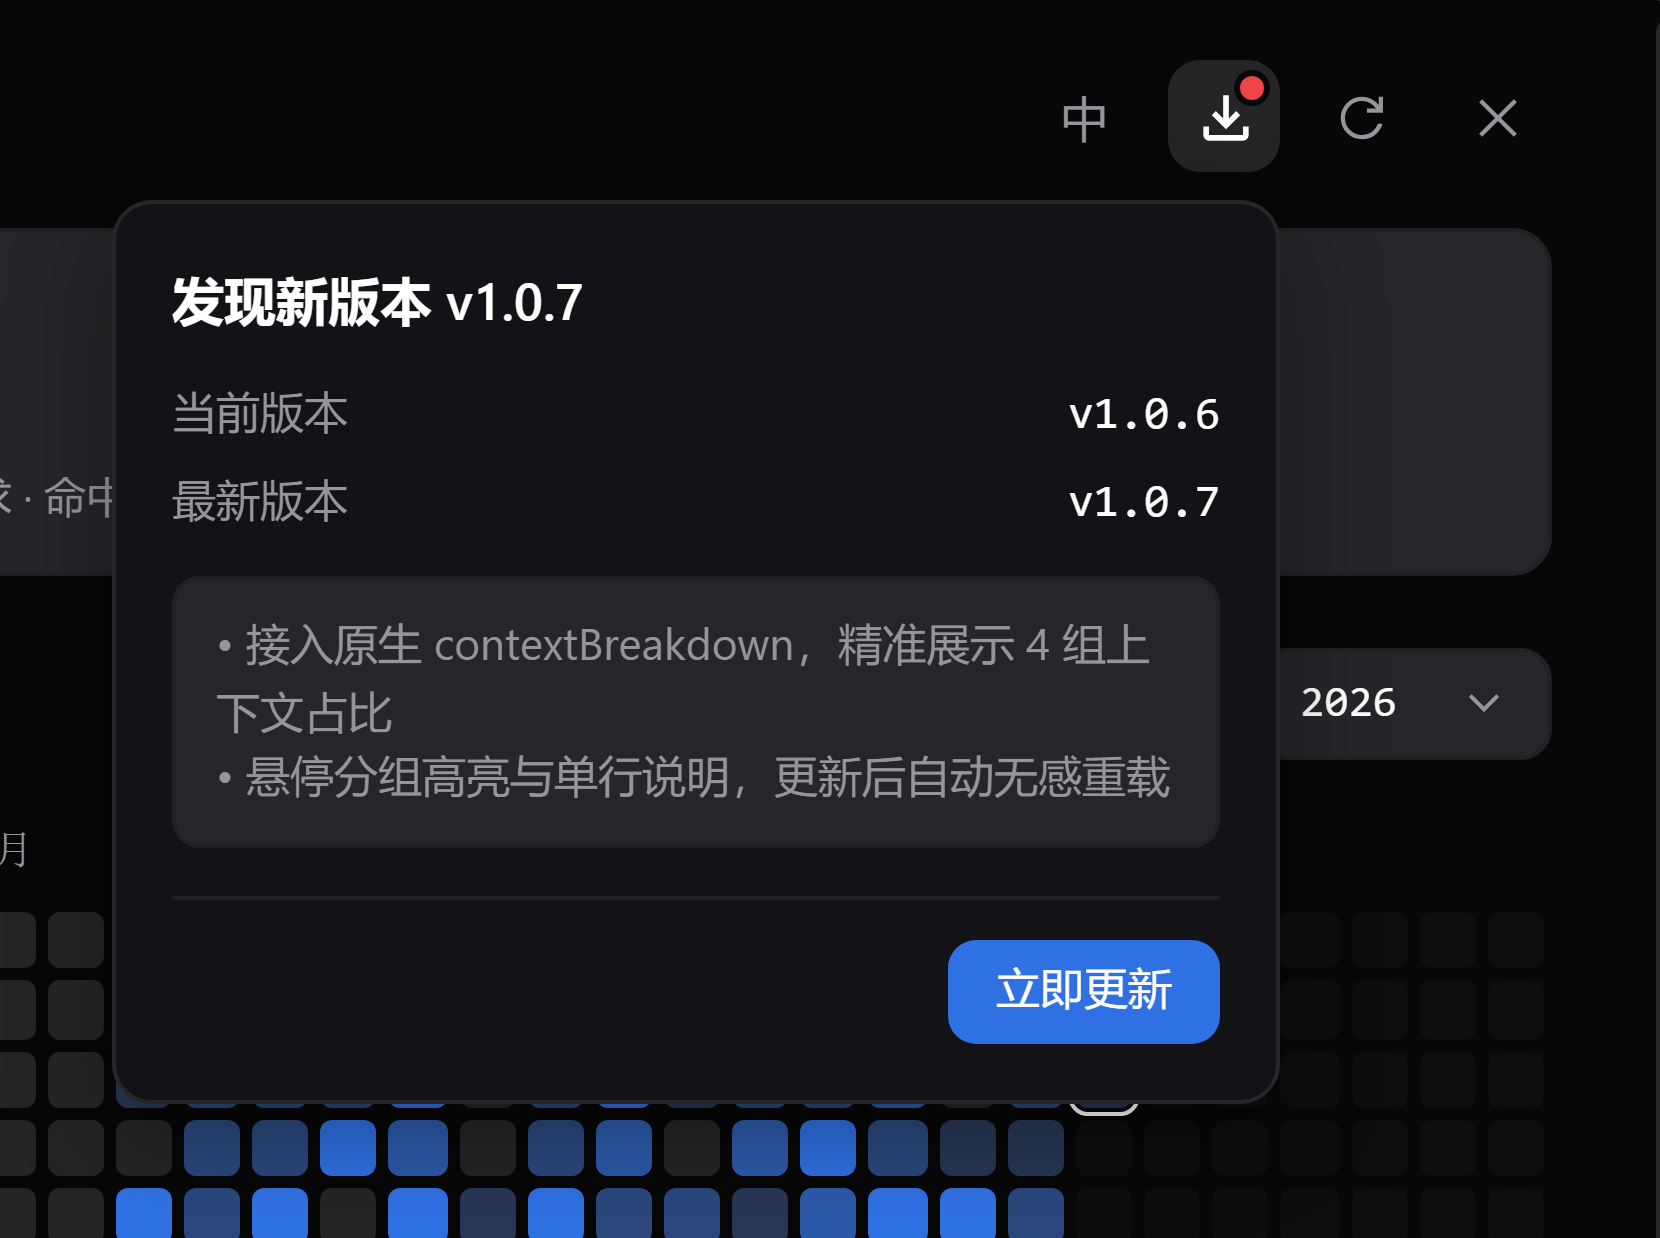 中
发现新版本 v1.0.7
当前版本 v1.0.6
最新版本 v1.0.7
· 命中
• 接入原生 contextBreakdown，精准展示 4 组上
下文占比
• 悬停分组高亮与单行说明，更新后自动无感重载
2026
月
立即更新